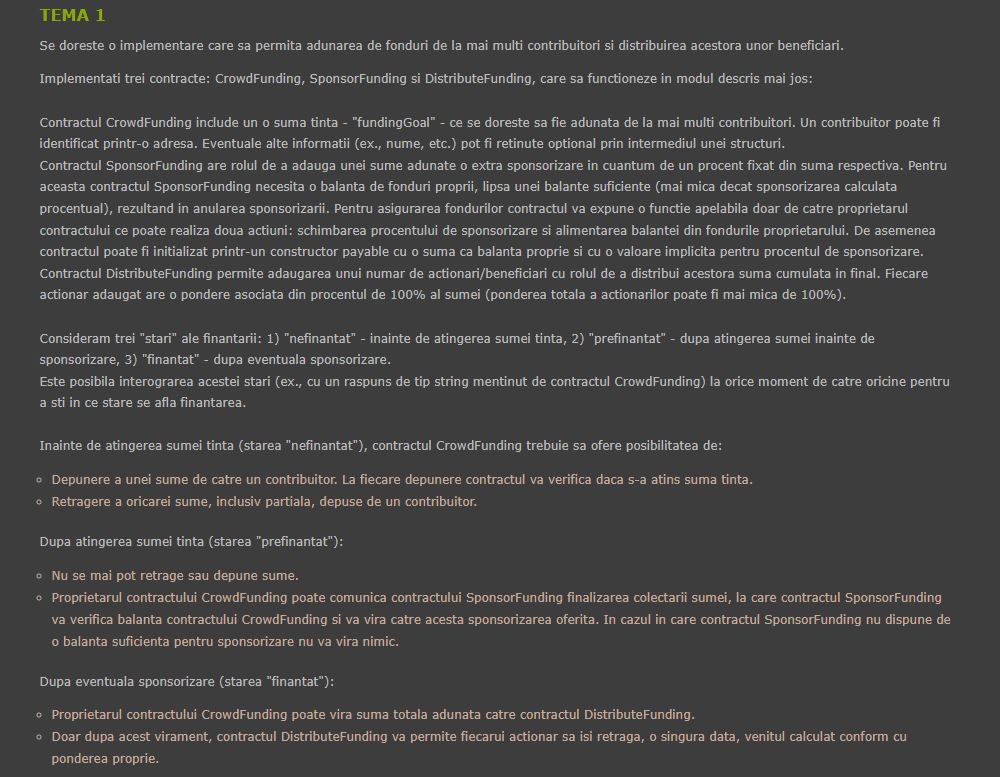 TEMA 1
Se doreste o implementare care sa permita adunarea de fonduri de la mai multi contribuitori si distribuirea acestora unor beneficiari.
Implementati trei contracte: CrowdFunding, SponsorFunding si DistributeFunding, care sa functioneze in modul descris mai jos:
Contractul CrowdFunding include un o suma tinta - "fundingGoal" - ce se doreste sa fie adunata de la mai multi contribuitori. Un contributor poate fi
identificat printr-o adresa. Eventuale alte informatii (ex., nume, etc.) pot fi retinute optional prin intermediul unei structuri.
Contractul SponsorFunding are rolul de a adauga unei sume adunate o extra sponsorizare in cuantum de un procent fixat din suma respectiva. Pentru
aceasta contractul SponsorFunding necesita o balanta de fonduri proprii, lipsa unei balante suficiente (mai mica decat sponsorizarea calculata
procentual), rezultand in anularea sponsorizarii. Pentru asigurarea fondurilor contractul va expune o functie apelabila doar de catre proprietarul
contractului ce poate realiza doua actiuni: schimbarea procentului de sponsorizare si alimentarea balantei din fondurile proprietarului. De asemenea
contractul poate fi initializat printr-un constructor payable cu o suma ca balanta proprie si cu o valoare implicita pentru procentul de sponsorizare.
Contractul DistributeFunding permite adaugarea unui numar de actionari/beneficiari cu rolul de a distribui acestora suma cumulata in final. Fiecare
actionar adaugat are o pondere asociata din procentul de 100% al sumei (ponderea totala a actionarilor poate fi mai mica de 100%).
Consideram trei "stari" ale finantarii: 1) "nefinantat" - inainte de atingerea sumei tinta, 2) "prefinantat" - dupa atingerea sumei inainte de
sponsorizare, 3) "finantat" - dupa eventuala sponsorizare.
Este posibila interograrea acestei stari (ex., cu un raspuns de tip string mentinut de contractul CrowdFunding) la orice moment de catre oricine pentru
a sti in ce stare se afla finantarea.
Inainte de atingerea sumei tinta (starea "nefinantat"), contractul CrowdFunding trebuie sa ofere posibilitatea de:
◦ Depunere a unei sume de catre un contribuitor. La fiecare depunere contractul va verifica daca s-a atins suma tinta.
◦ Retragere a oricarei sume, inclusiv partiala, depuse de un contribuitor.
Dupa atingerea sumei tinta (starea "prefinantat"):
◦ Nu se mai pot retrage sau depune sume.
◦ Proprietarul contractului CrowdFunding poate comunica contractului SponsorFunding finalizarea colectarii sumei, la care contractul SponsorFunding
va verifica balanta contractului CrowdFunding si va vira catre acesta sponsorizarea oferita. In cazul in care contractul SponsorFunding nu dispune de
o balanta suficienta pentru sponsorizare nu va vira nimic.
Dupa eventuala sponsorizare (starea "finantat"):
◦ Proprietarul contractului CrowdFunding poate vira suma totala adunata catre contractul DistributeFunding.
◦ Doar dupa acest virament, contractul DistributeFunding va permite fiecarui actionar sa isi retraga, o singura data, venitul calculat conform cu
ponderea proprie.